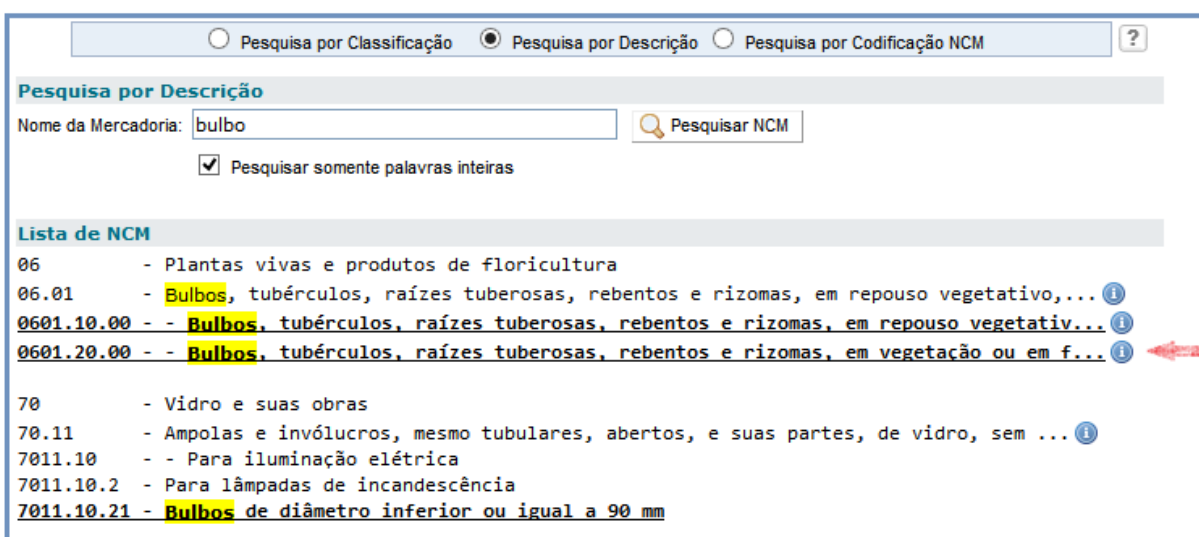 Pesquisa por Classificação Pesquisa por Descrição Pesquisa por Codificação NCM ?
Pesquisa por Descrição
Nome da Mercadoria: bulbo Pesquisar NCM
Pesquisar somente palavras inteiras
Lista de NCM
06 - Plantas vivas e produtos de floricultura
06.01 - Bulbos, tubérculos, raízes tuberosas, rebentos e rizomas, em repouso vegetativo,...
0601.10.00 - - Bulbos, tubérculos, raízes tuberosas, rebentos e rizomas, em repouso vegetativ...
0601.20.00 - - Bulbos, tubérculos, raízes tuberosas, rebentos e rizomas, em vegetação ou em f...
70 - Vidro e suas obras
70.11 - Ampolas e invólucros, mesmo tubulares, abertos, e suas partes, de vidro, sem ...
7011.10 - - Para iluminação elétrica
7011.10.2 - Para lâmpadas de incandescência
7011.10.21 - Bulbos de diâmetro inferior ou igual a 90 mm